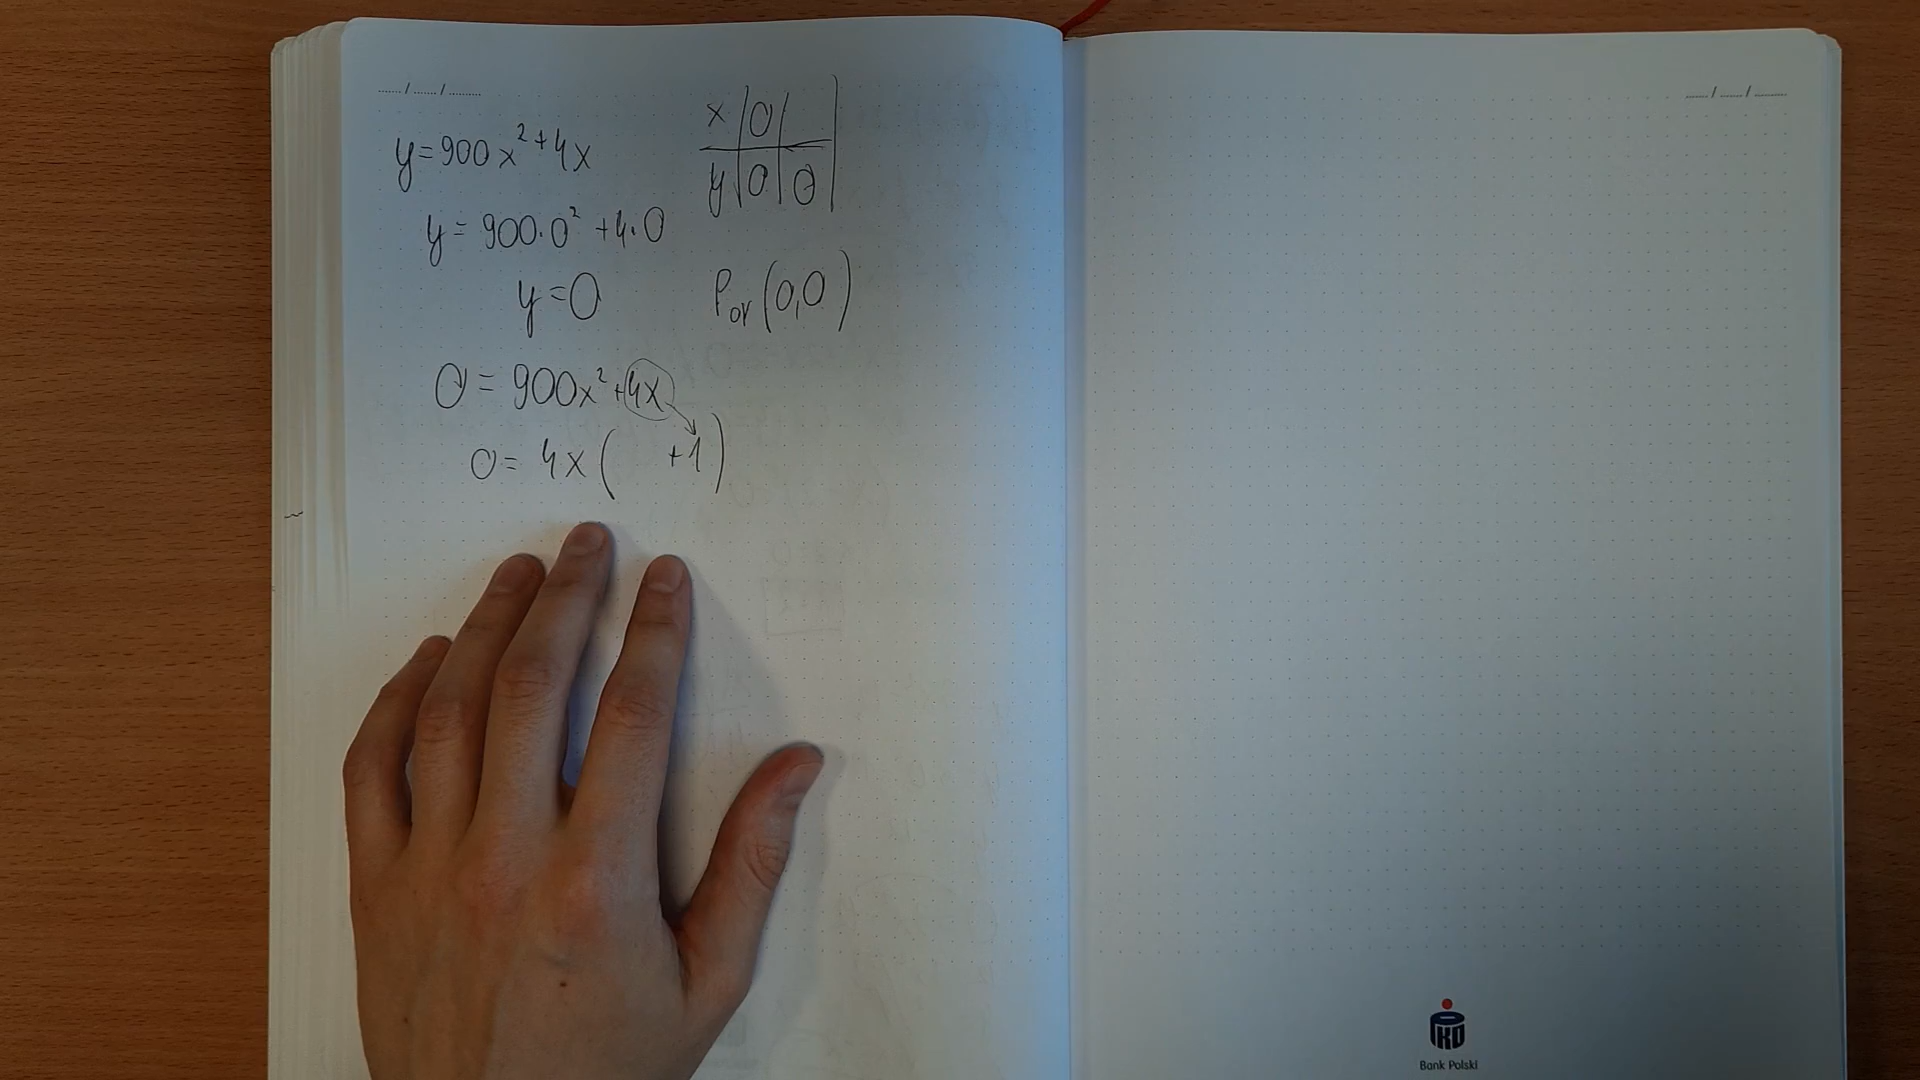 ...... / ...... / .........
y=900x²+4x
x | 0 |
y | 0 | 0
y = 900·0² +4·0
y=0
Poy (0,0)
0 = 900x²+4x
0 = 4x ( +1)
...... / ...... / .........
Bank Polski